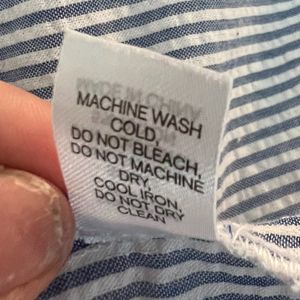 MACHINE WASH
COLD,
DO NOT BLEACH,
DO NOT MACHINE
DRY,
COOL IRON,
DO NOT DRY
CLEAN